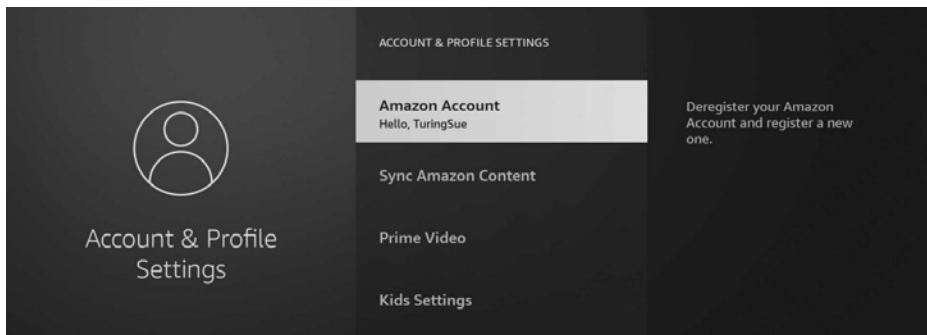 ACCOUNT & PROFILE SETTINGS
Amazon Account
Hello, TuringSue
Deregister your Amazon
Account and register a new
one.
Sync Amazon Content
Account & Profile
Settings
Prime Video
Kids Settings